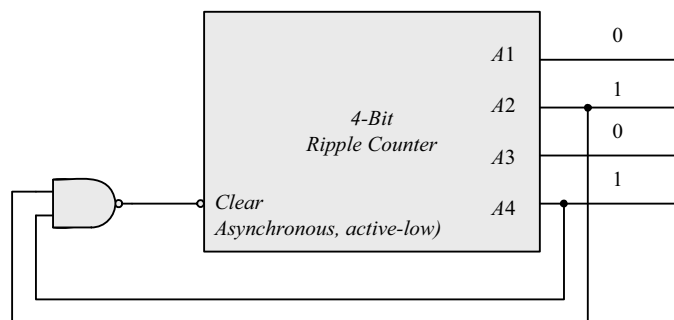 A1
0
A2
1
4-Bit
Ripple Counter
A3
0
A4
1
Clear
Asynchronous, active-low)